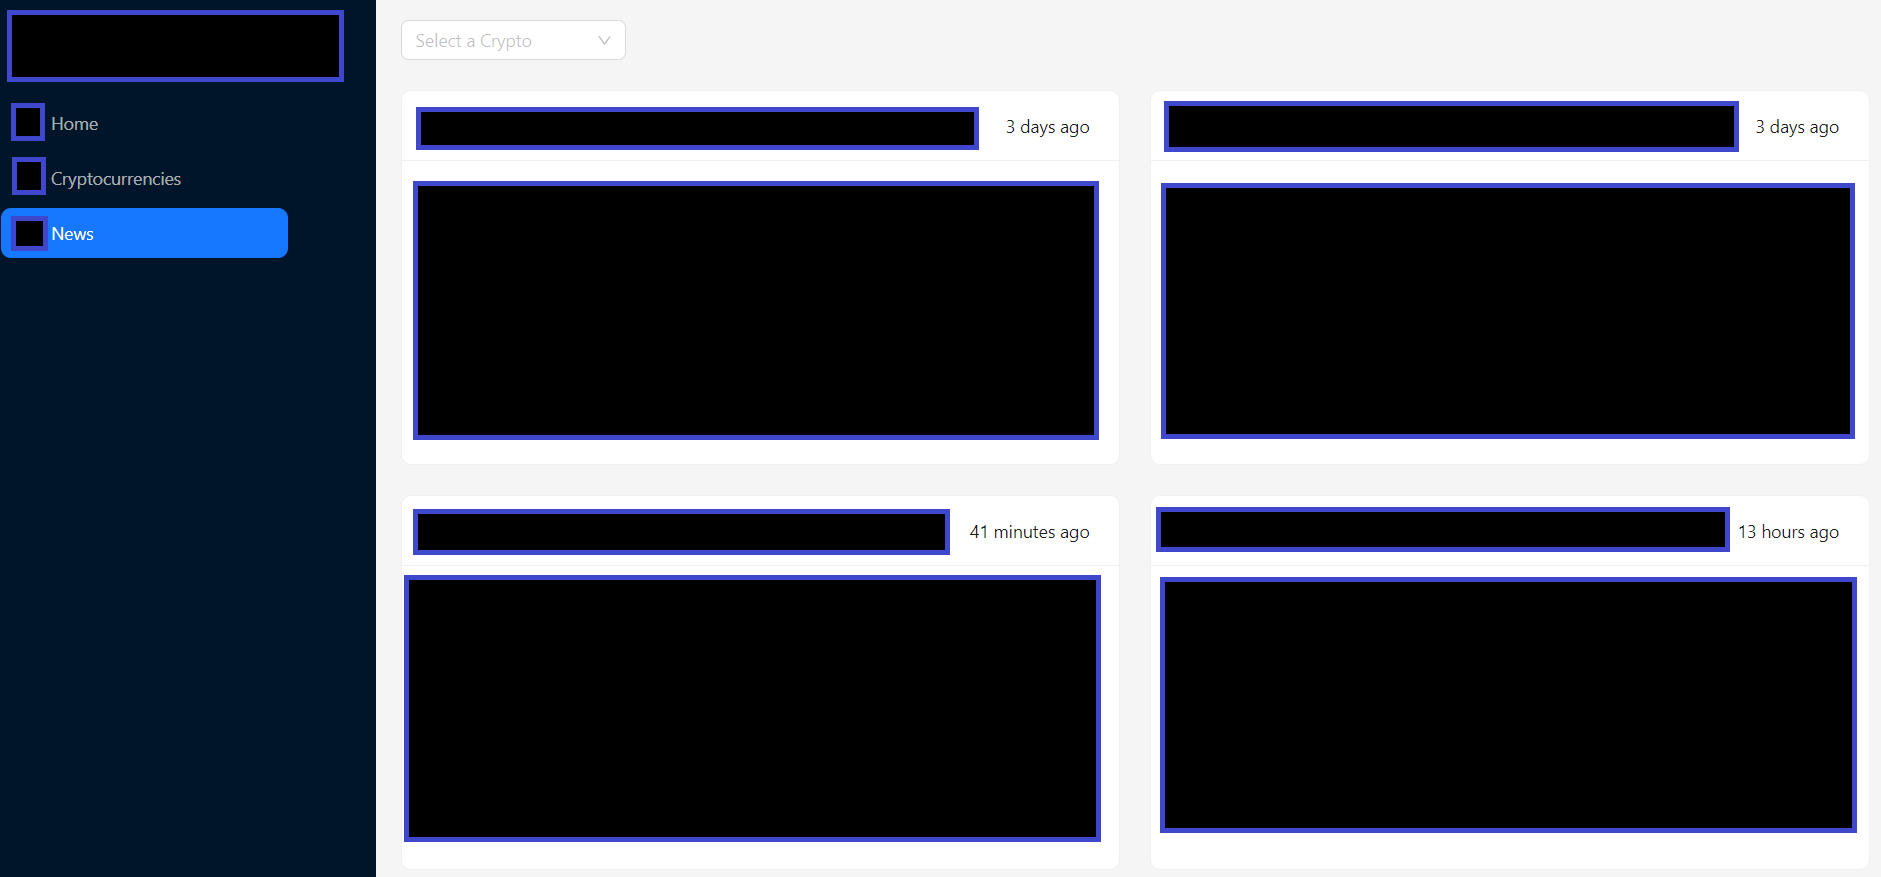 Home
Cryptocurrencies
News
Select a Crypto
3 days ago
3 days ago
41 minutes ago
13 hours ago